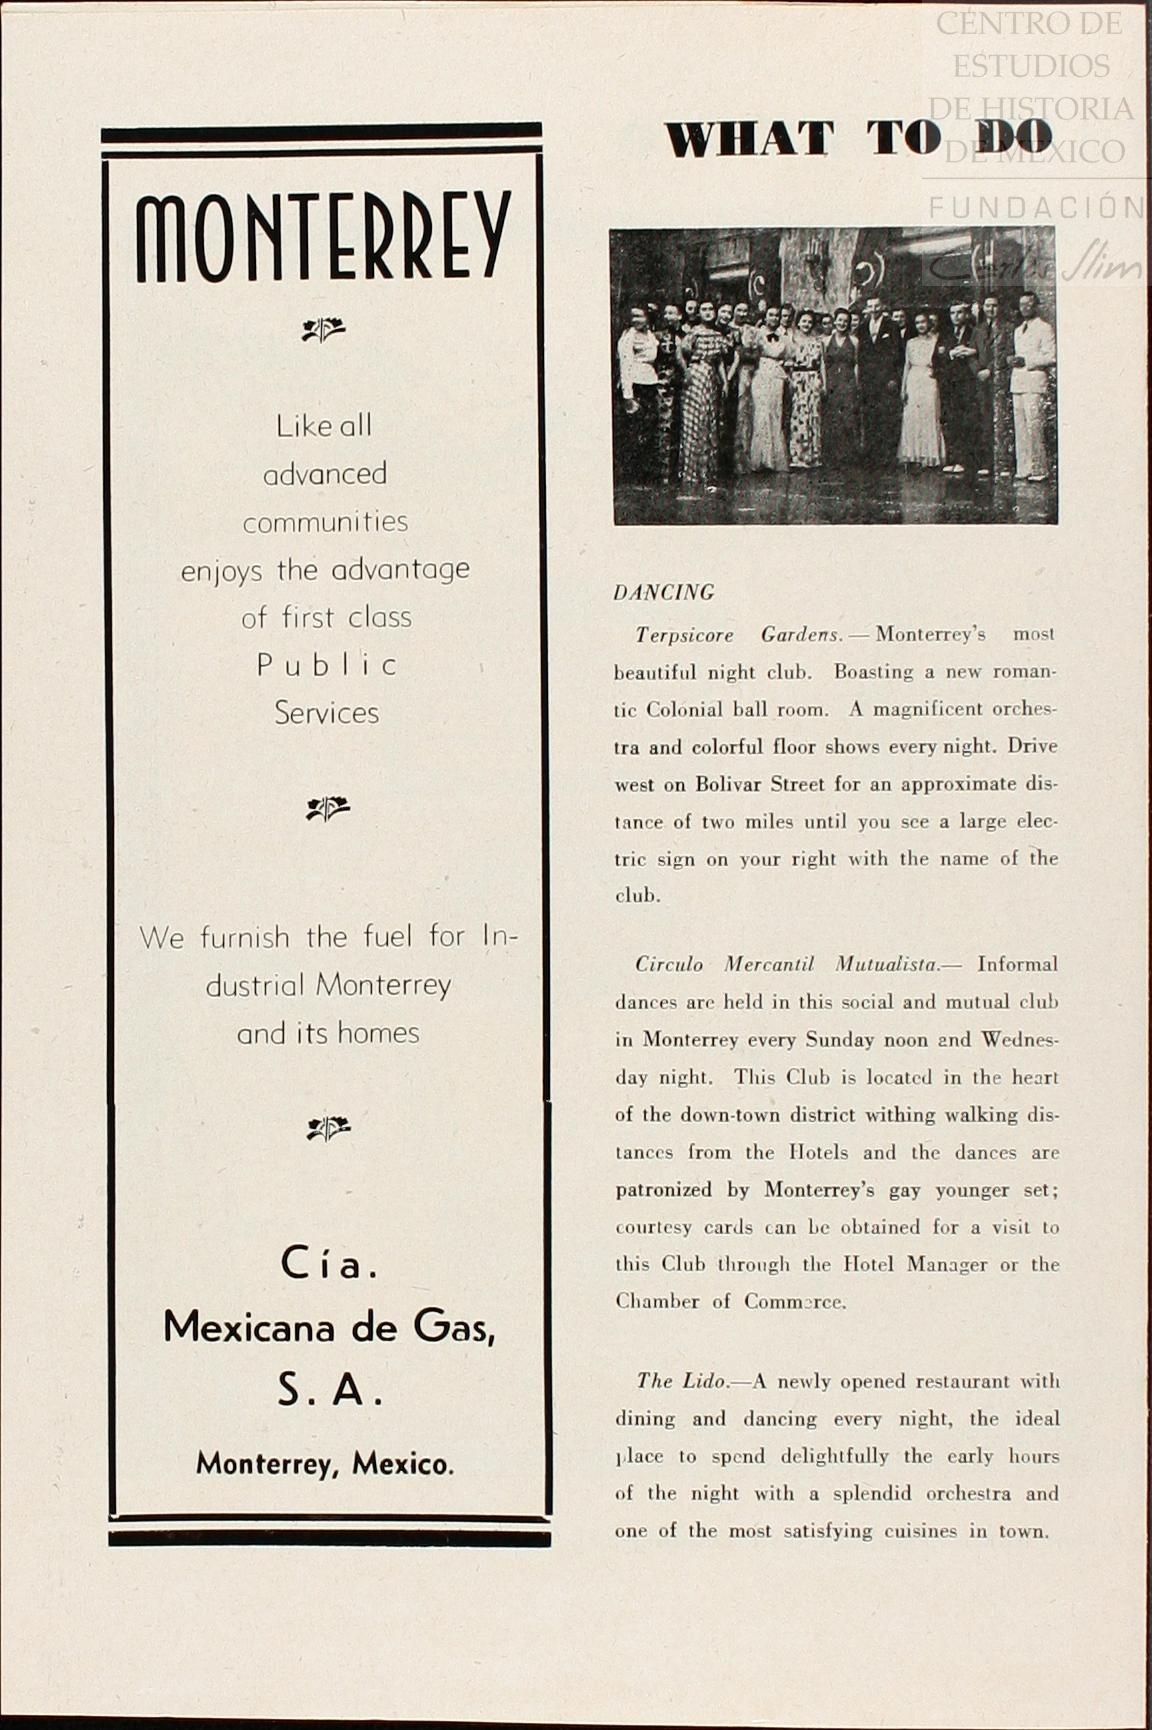 CENTRO DE
ESTUDIOS
DE HISTORIA
DE MEXICO
FUNDACIÓN
Carlos Slim
MONTERREY
Like all
advanced
communities
enjoys the advantage
of first class
Public
Services
We furnish the fuel for In-
dustrial Monterrey
and its homes
Cía.
Mexicana de Gas,
S. A.
Monterrey, Mexico.
WHAT TO DO
DANCING
Terpsicore Gardens. — Monterrey's most
beautiful night club. Boasting a new roman-
tic Colonial ball room. A magnificent orches-
tra and colorful floor shows every night. Drive
west on Bolivar Street for an approximate dis-
tance of two miles until you see a large elec-
tric sign on your right with the name of the
club.
Circulo Mercantil Mutualista.— Informal
dances are held in this social and mutual club
in Monterrey every Sunday noon and Wednes-
day night. This Club is located in the heart
of the down-town district withing walking dis-
tances from the Hotels and the dances are
patronized by Monterrey's gay younger set;
courtesy cards can be obtained for a visit to
this Club through the Hotel Manager or the
Chamber of Commerce.
The Lido.—A newly opened restaurant with
dining and dancing every night, the ideal
place to spend delightfully the early hours
of the night with a splendid orchestra and
one of the most satisfying cuisines in town.